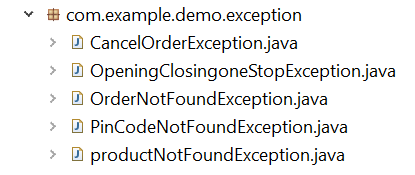 com.example.demo.exception
CancelOrderException.java
OpeningClosingoneStopException.java
OrderNotFoundException.java
PinCodeNotFoundException.java
productNotFoundException.java